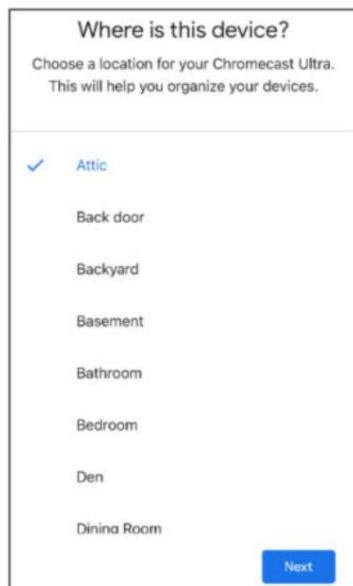 Where is this device?
Choose a location for your Chromecast Ultra.
This will help you organize your devices.
Attic
Back door
Backyard
Basement
Bathroom
Bedroom
Den
Dining Room
Next